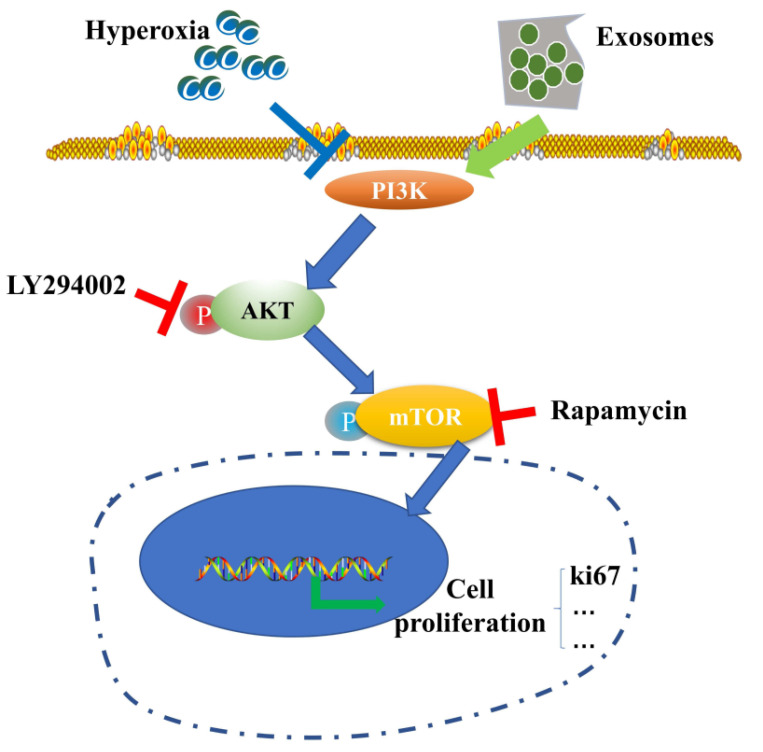 Hyperoxia
Exosomes
PI3K
LY294002
P
AKT
P
mTOR
Rapamycin
Cell
proliferation
ki67
...
...